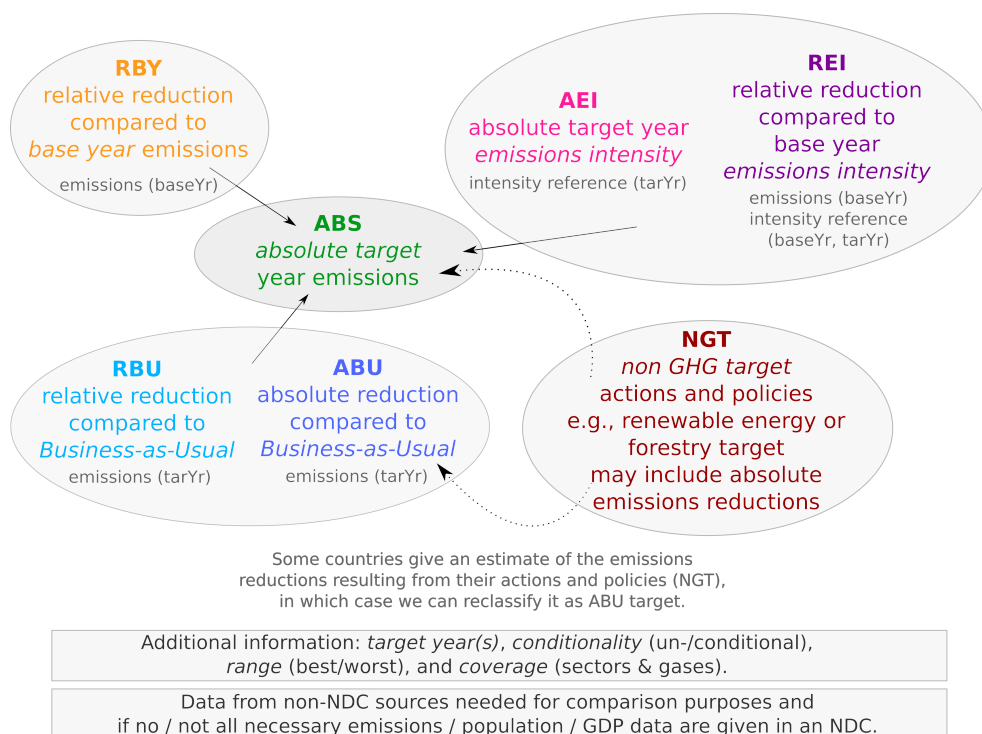 RBY
relative reduction
compared to
base year emissions
emissions (baseYr)
AEI
absolute target year
emissions intensity
intensity reference (tarYr)
REI
relative reduction
compared to
base year
emissions intensity
emissions (baseYr)
intensity reference
(baseYr, tarYr)
ABS
absolute target
year emissions
RBU
relative reduction
compared to
Business-as-Usual
emissions (tarYr)
ABU
absolute reduction
compared to
Business-as-Usual
emissions (tarYr)
NGT
non GHG target
actions and policies
e.g., renewable energy or
forestry target
may include absolute
emissions reductions
Some countries give an estimate of the emissions
reductions resulting from their actions and policies (NGT),
in which case we can reclassify it as ABU target.
Additional information: target year(s), conditionality (un-/conditional),
range (best/worst), and coverage (sectors & gases).
Data from non-NDC sources needed for comparison purposes and
if no / not all necessary emissions / population / GDP data are given in an NDC.